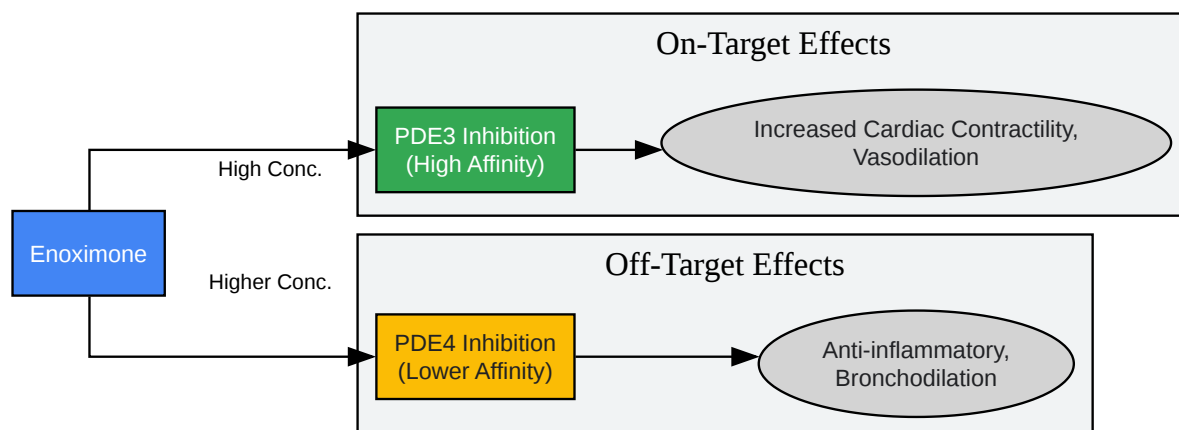 On-Target Effects
PDE3 Inhibition
(High Affinity)
Increased Cardiac Contractility,
Vasodilation
High Conc.
Enoximone
Higher Conc.
Off-Target Effects
PDE4 Inhibition
(Lower Affinity)
Anti-inflammatory,
Bronchodilation